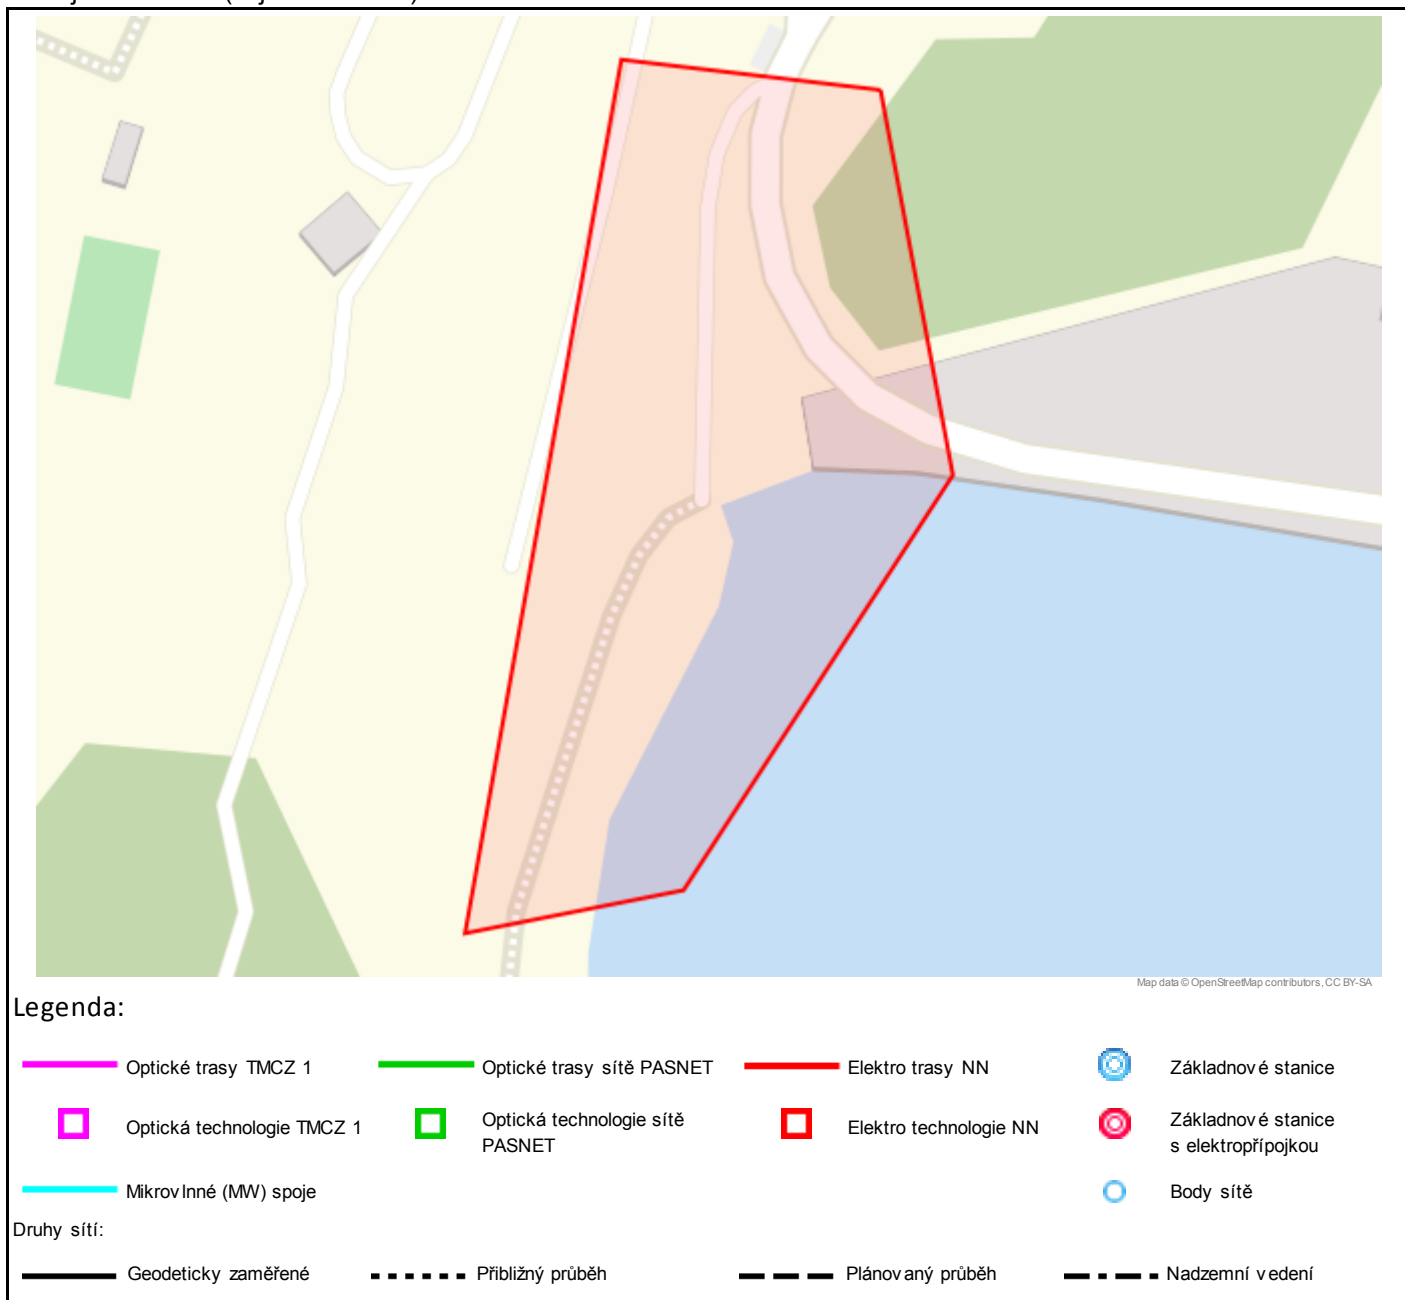 Map data © OpenStreetMap contributors, CC BY-SA
Legenda:
Optické trasy TMCZ 1
Optické trasy sítě PASNET
Elektro trasy NN
Základnové stanice
Optická technologie TMCZ 1
Optická technologie sítě
PASNET
Elektro technologie NN
Základnové stanice
s elektropřípojkou
Mikrovlnné (MW) spoje
Body sítě
Druhy sítí:
Geodeticky zaměřené
Přibližný průběh
Plánovaný průběh
Nadzemní vedení